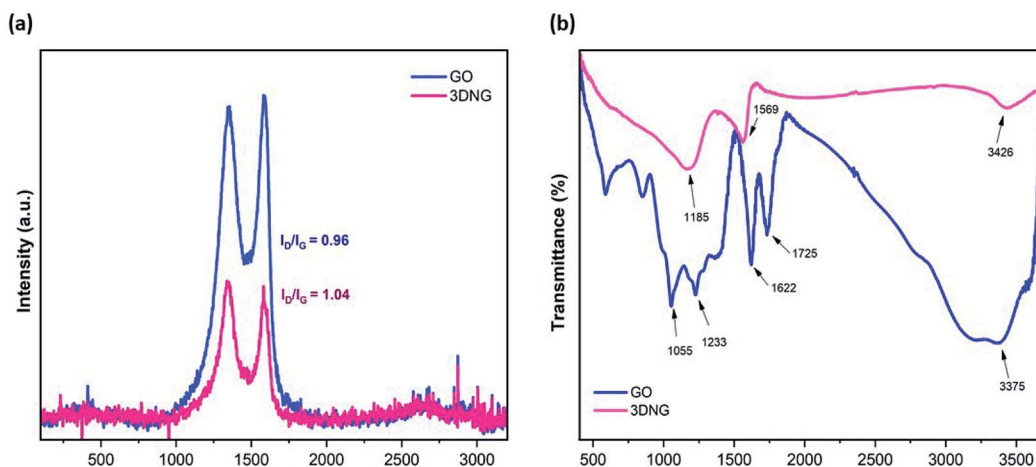 (a)
GO
3DNG
I_D/I_G = 0.96
I_D/I_G = 1.04
Intensity (a.u.)
500 1000 1500 2000 2500 3000
(b)
1569
3426
1185
1725
1622
1055
1233
3375
GO
3DNG
Transmittance (%)
500 1000 1500 2000 2500 3000 3500